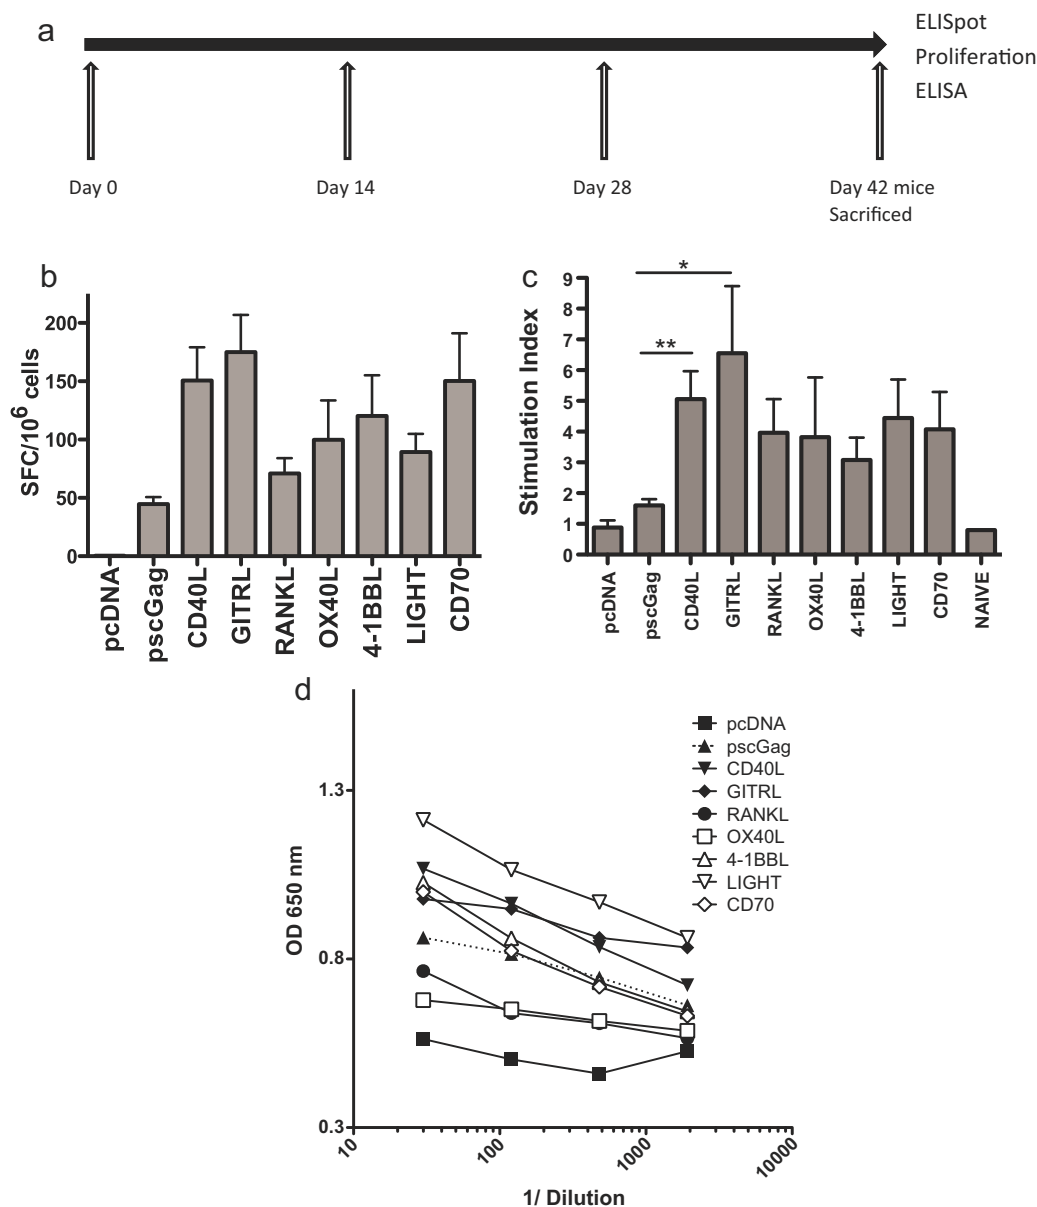 a
ELISpot
Proliferation
ELISA
Day 0
Day 14
Day 28
Day 42 mice
Sacrificed
b
SFC/10^6 cells
200
150
100
50
0
pcDNA
pscGag
CD40L
GITRL
RANKL
OX40L
4-1BBL
LIGHT
CD70
c
Stimulation Index
9
8
7
6
5
4
3
2
1
0
*
**
pcDNA
pscGag
CD40L
GITRL
RANKL
OX40L
4-1BBL
LIGHT
CD70
NAIVE
d
OD 650 nm
1.3
0.8
0.3
10
100
1000
10000
1/ Dilution
pcDNA
pscGag
CD40L
GITRL
RANKL
OX40L
4-1BBL
LIGHT
CD70